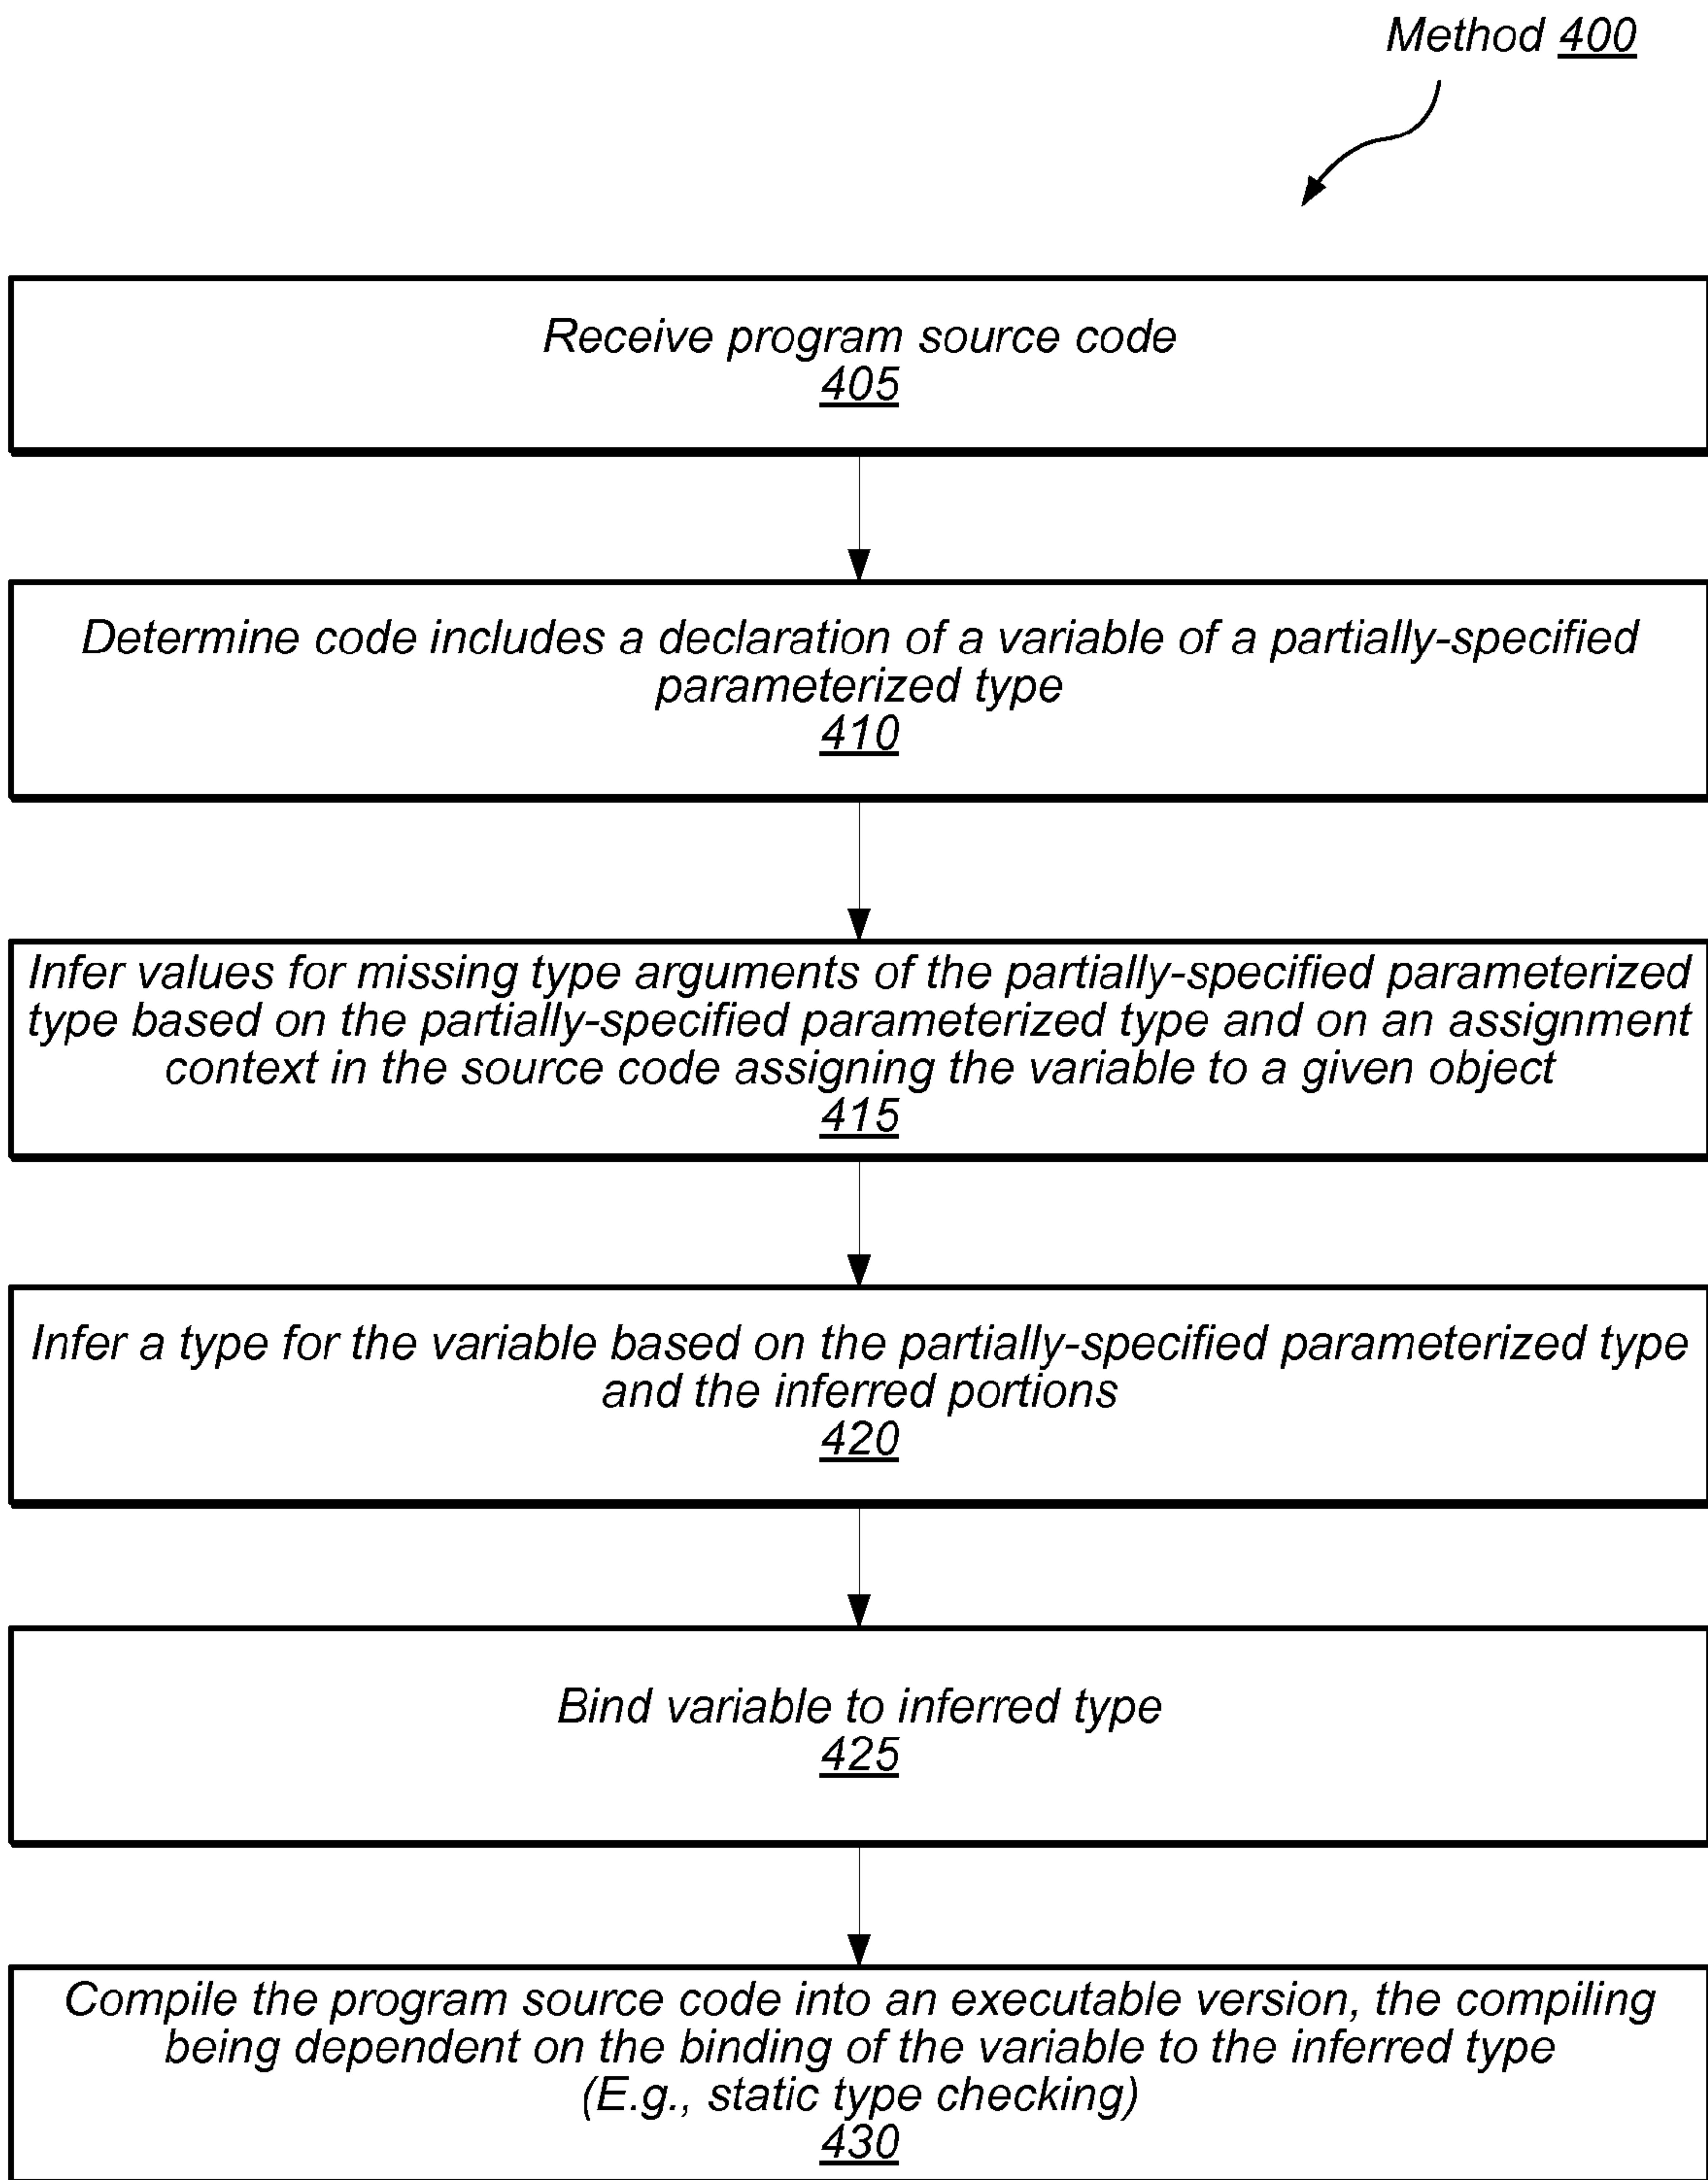 Method 400
Receive program source code
405
Determine code includes a declaration of a variable of a partially-specified
parameterized type
410
Infer values for missing type arguments of the partially-specified parameterized
type based on the partially-specified parameterized type and on an assignment
context in the source code assigning the variable to a given object
415
Infer a type for the variable based on the partially-specified parameterized type
and the inferred portions
420
Bind variable to inferred type
425
Compile the program source code into an executable version, the compiling
being dependent on the binding of the variable to the inferred type
(E.g., static type checking)
430